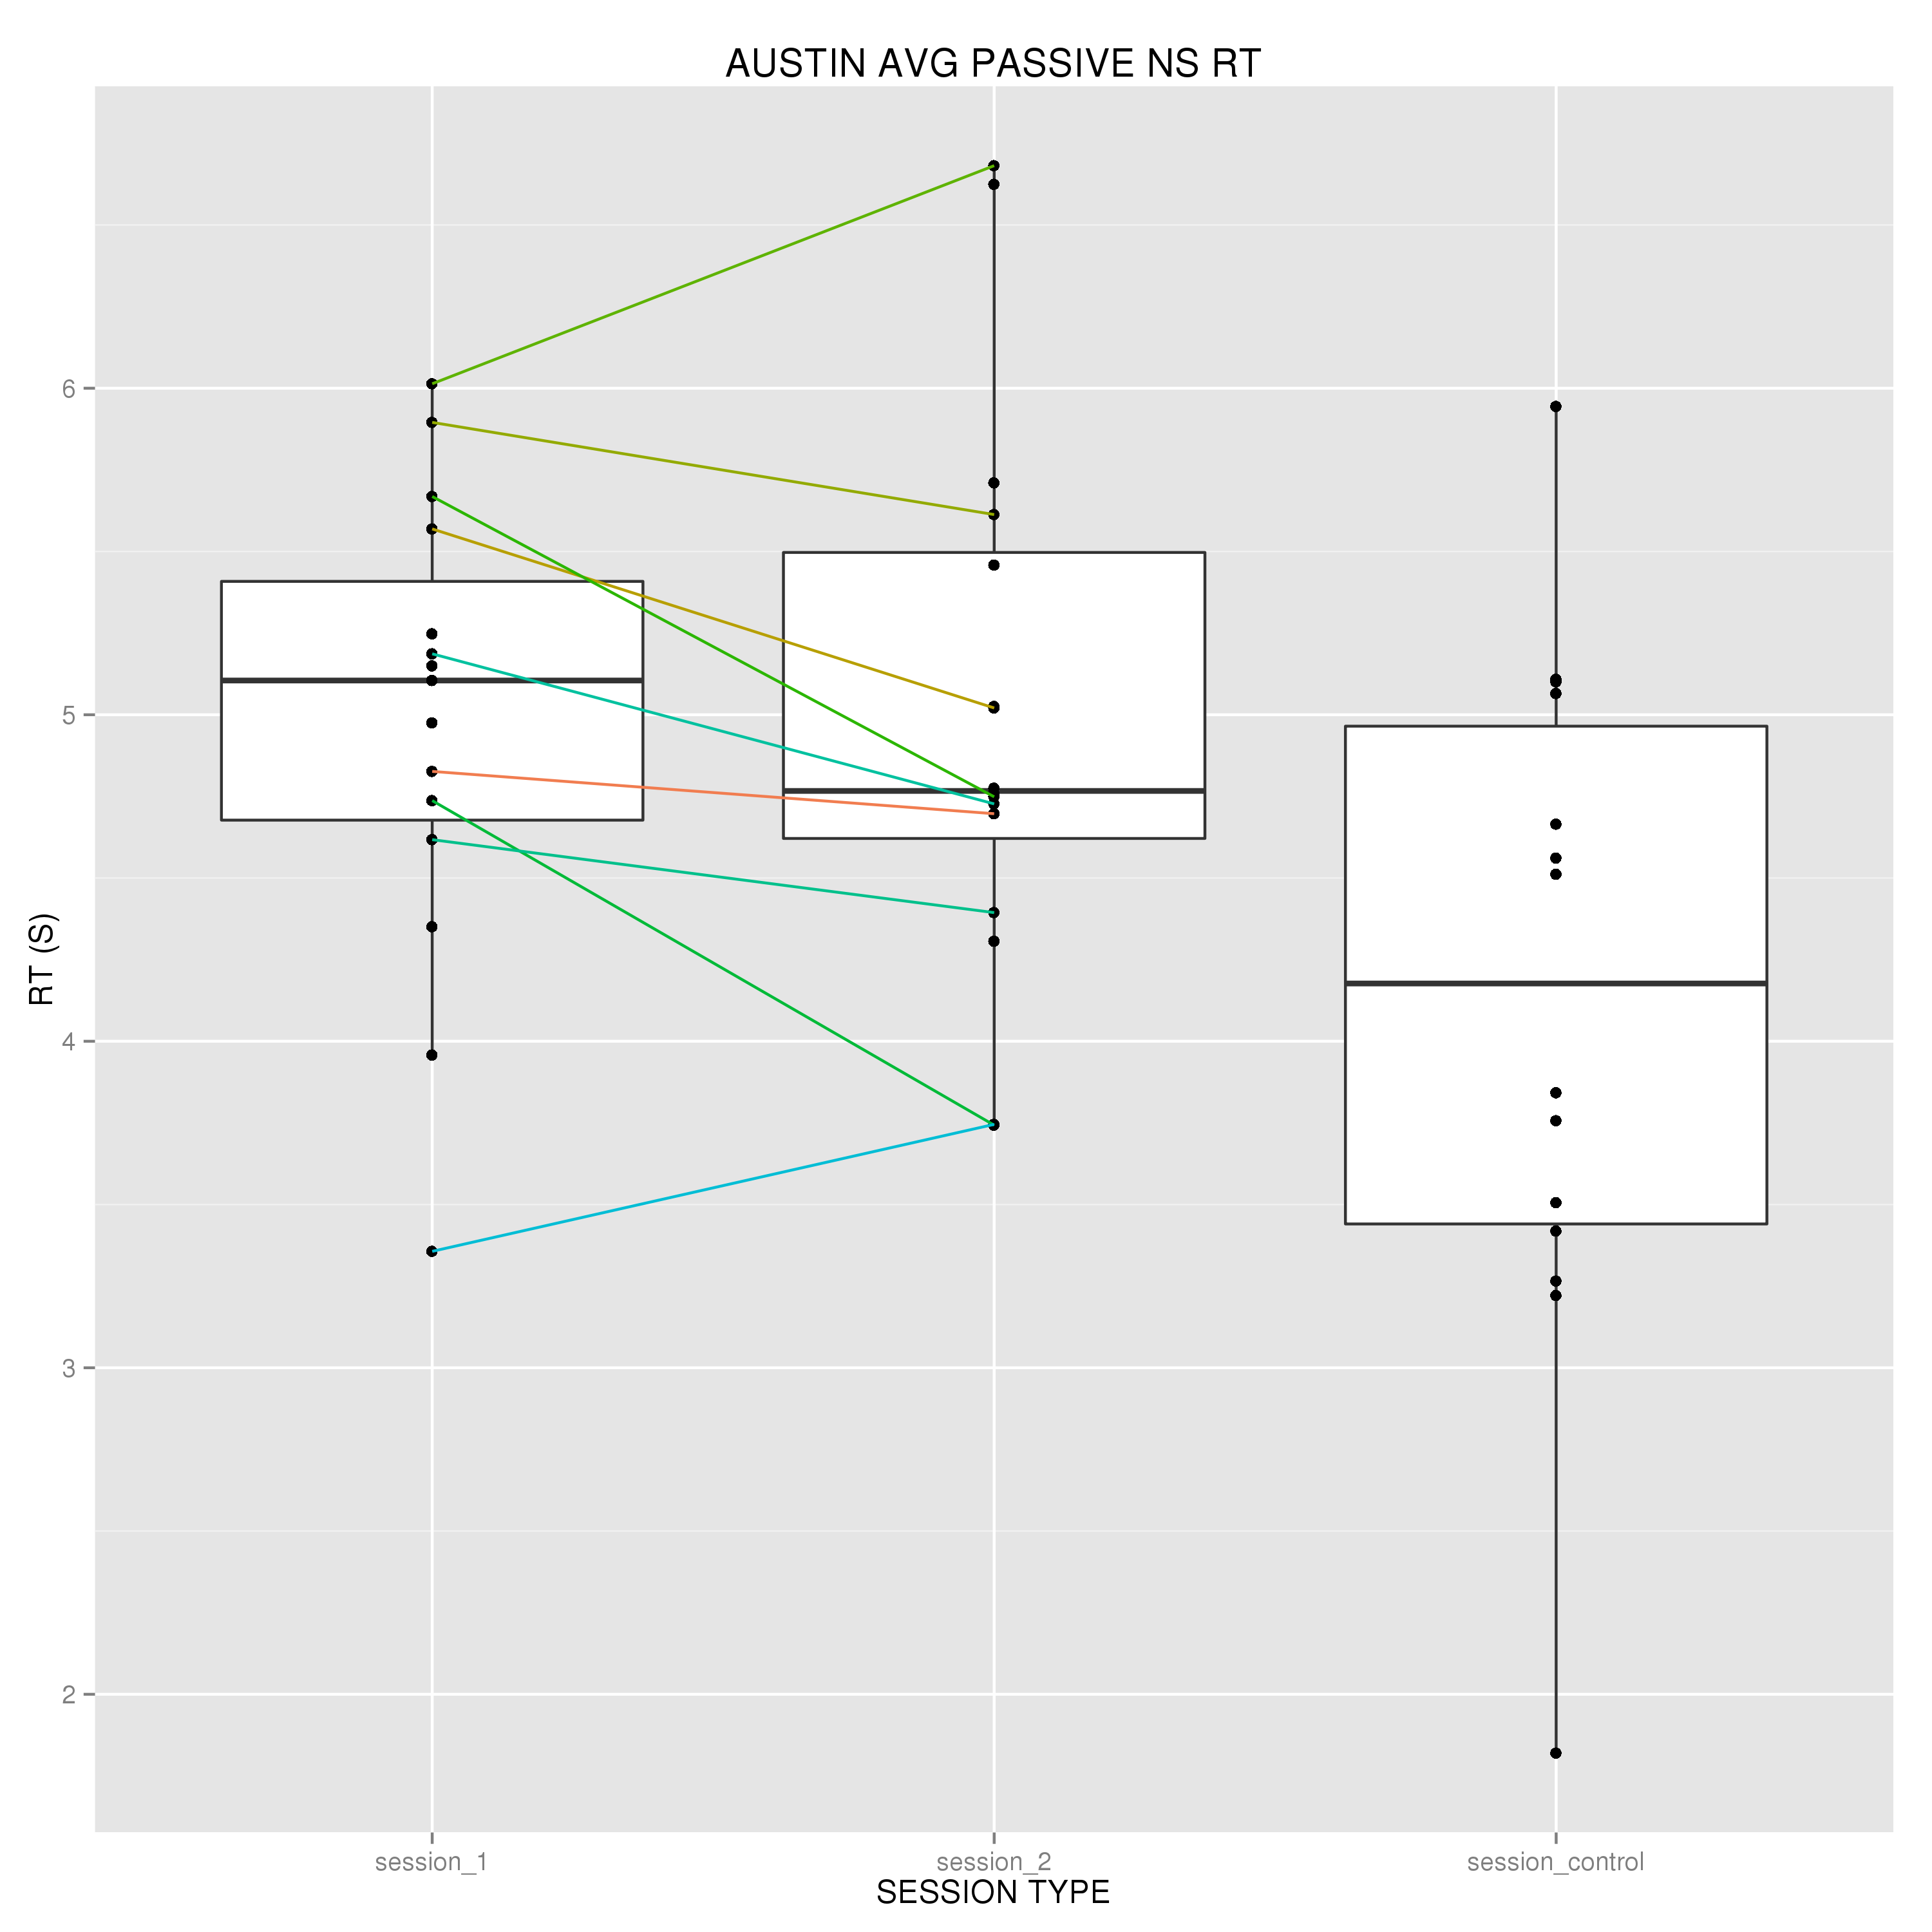 AUSTIN AVG PASSIVE NS RT
RT (S)
6
5
4
3
2
session_1
session_2
session_control
SESSION TYPE